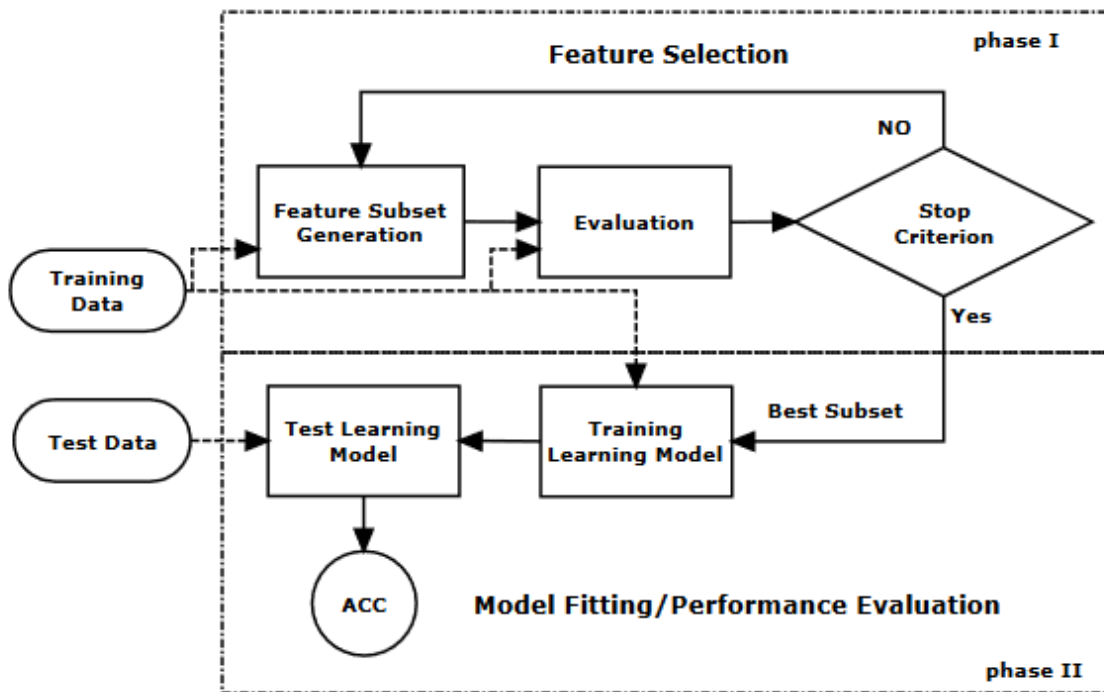 phase I
Feature Selection
NO
Feature Subset
Generation
Evaluation
Stop
Criterion
Training
Data
Yes
Best Subset
Test Data
Test Learning
Model
Training
Learning Model
ACC
Model Fitting/Performance Evaluation
phase II